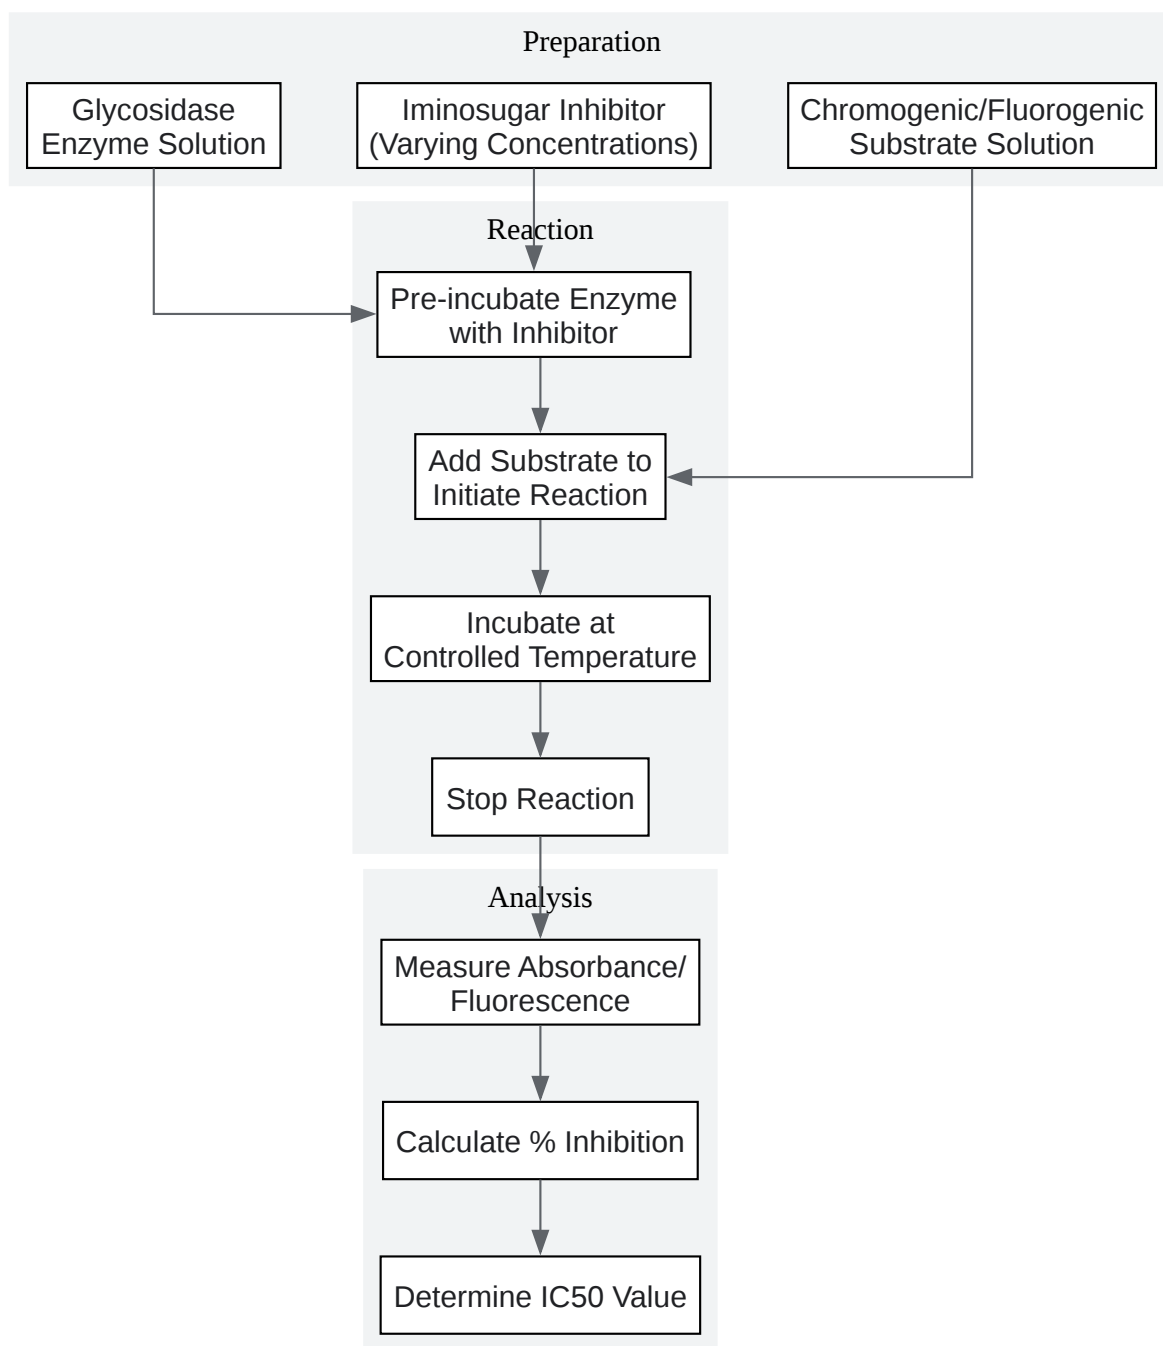 Preparation
Glycosidase
Enzyme Solution
Iminosugar Inhibitor
(Varying Concentrations)
Chromogenic/Fluorogenic
Substrate Solution
Reaction
Pre-incubate Enzyme
with Inhibitor
Add Substrate to
Initiate Reaction
Incubate at
Controlled Temperature
Stop Reaction
Analysis
Measure Absorbance/
Fluorescence
Calculate % Inhibition
Determine IC50 Value